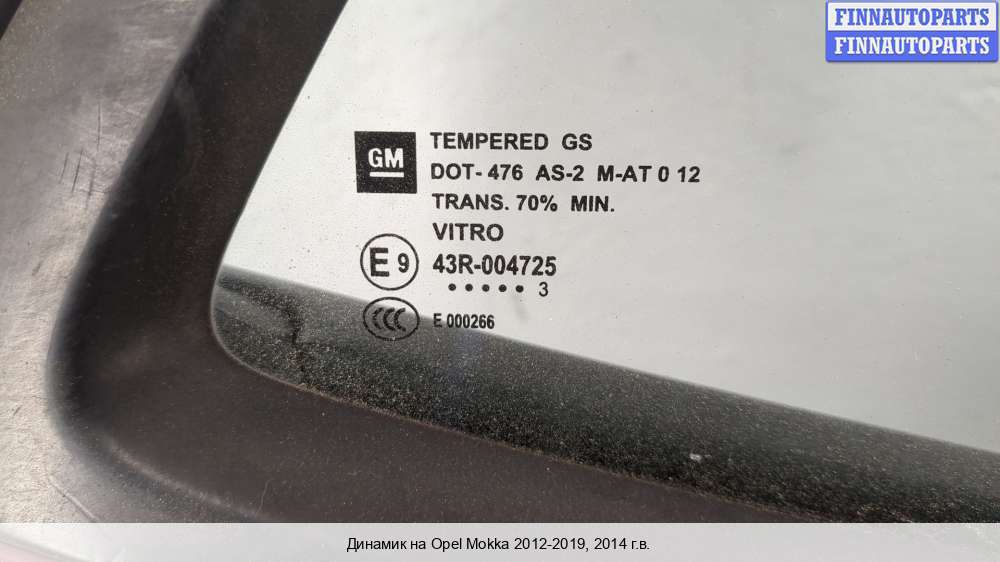 FINNAUTOPARTS
FINNAUTOPARTS
GM
TEMPERED GS
DOT- 476 AS-2 M-AT 0 12
TRANS. 70% MIN.
VITRO
E 9
43R-004725
• • • • • 3
CCC
E 000266
Динамик на Opel Mokka 2012-2019, 2014 г.в.